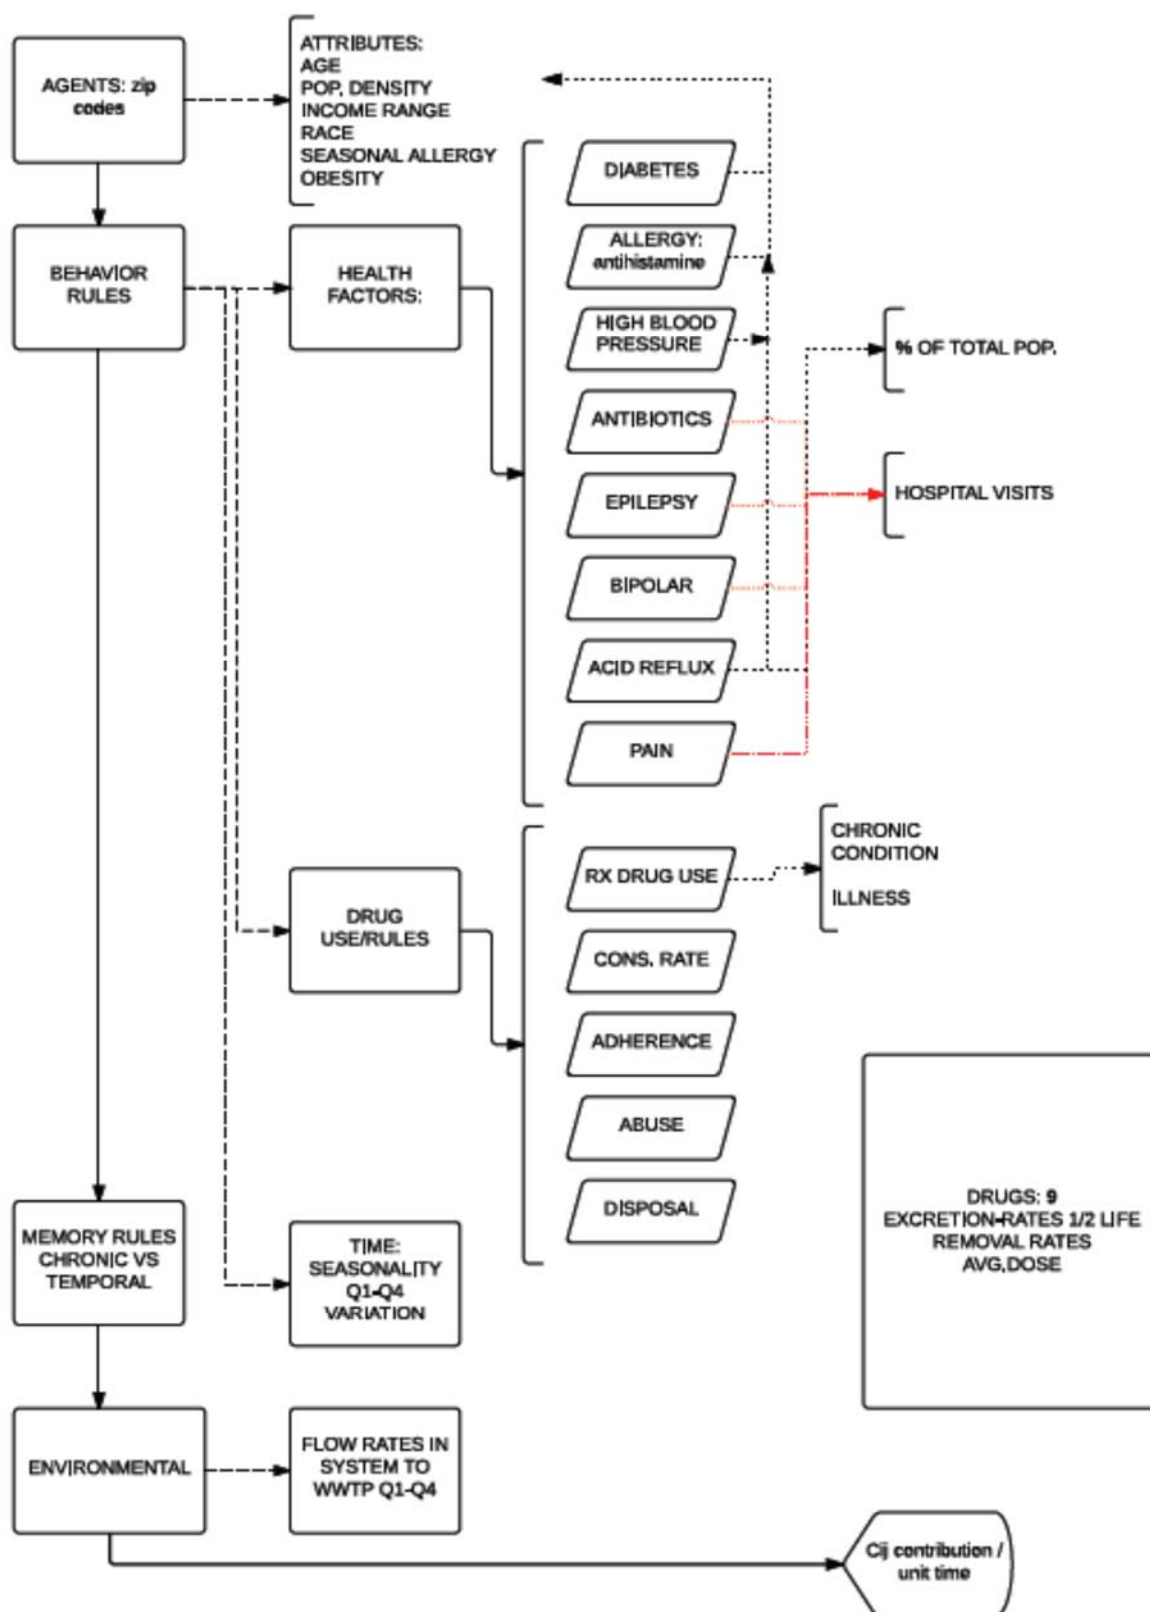 AGENTS: zip
codes
ATTRIBUTES:
AGE
POP. DENSITY
INCOME RANGE
RACE
SEASONAL ALLERGY
OBESITY
BEHAVIOR
RULES
HEALTH
FACTORS:
DIABETES
ALLERGY:
antihistamine
HIGH BLOOD
PRESSURE
ANTIBIOTICS
EPILEPSY
BIPOLAR
ACID REFLUX
PAIN
% OF TOTAL POP.
HOSPITAL VISITS
DRUG
USE/RULES
RX DRUG USE
CONS. RATE
ADHERENCE
ABUSE
DISPOSAL
CHRONIC
CONDITION
ILLNESS
DRUGS: 9
EXCRETION-RATES 1/2 LIFE
REMOVAL RATES
AVG.DOSE
MEMORY RULES
CHRONIC VS
TEMPORAL
TIME:
SEASONALITY
Q1-Q4
VARIATION
ENVIRONMENTAL
FLOW RATES IN
SYSTEM TO
WWTP Q1-Q4
Cij contribution /
unit time